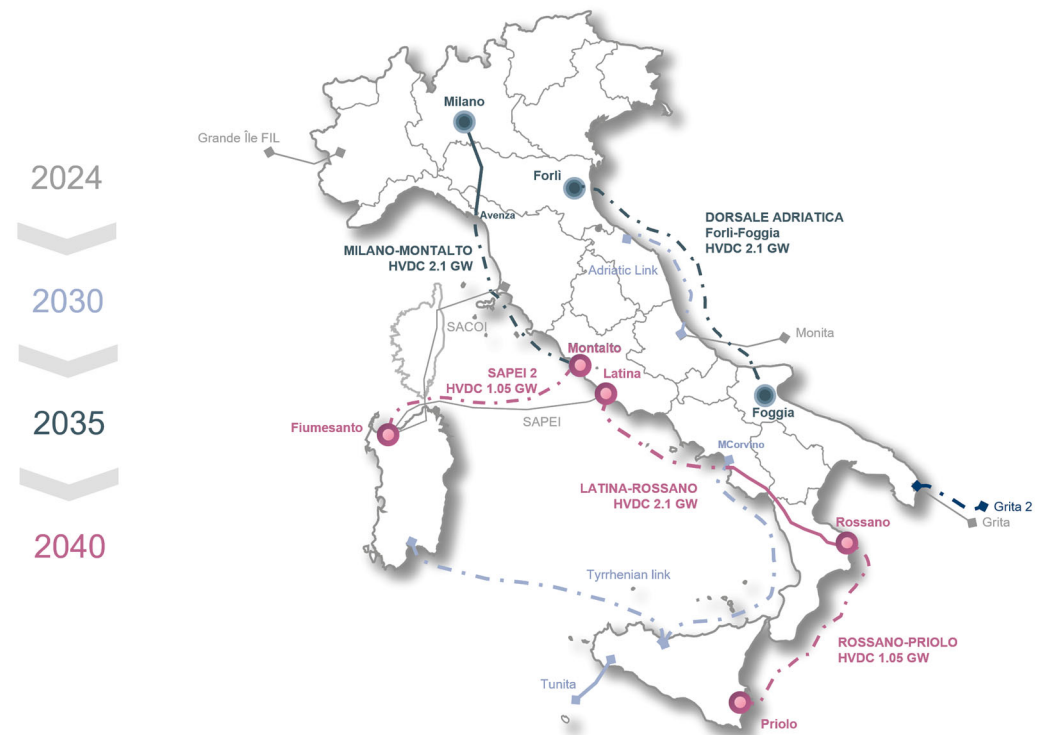 2024
2030
2035
2040
Milano
Grande Île FIL
Forlì
Avenza
DORSALE ADRIATICA
Forlì-Foggia
HVDC 2.1 GW
MILANO-MONTALTO
HVDC 2.1 GW
Adriatic Link
SACOI
Monita
Montalto
SAPEI 2
HVDC 1.05 GW
Latina
Foggia
SAPEI
Fiumesanto
MCorvino
LATINA-ROSSANO
HVDC 2.1 GW
Grita 2
Grita
Rossano
Tyrrhenian link
ROSSANO-PRIOLO
HVDC 1.05 GW
Tunita
Priolo